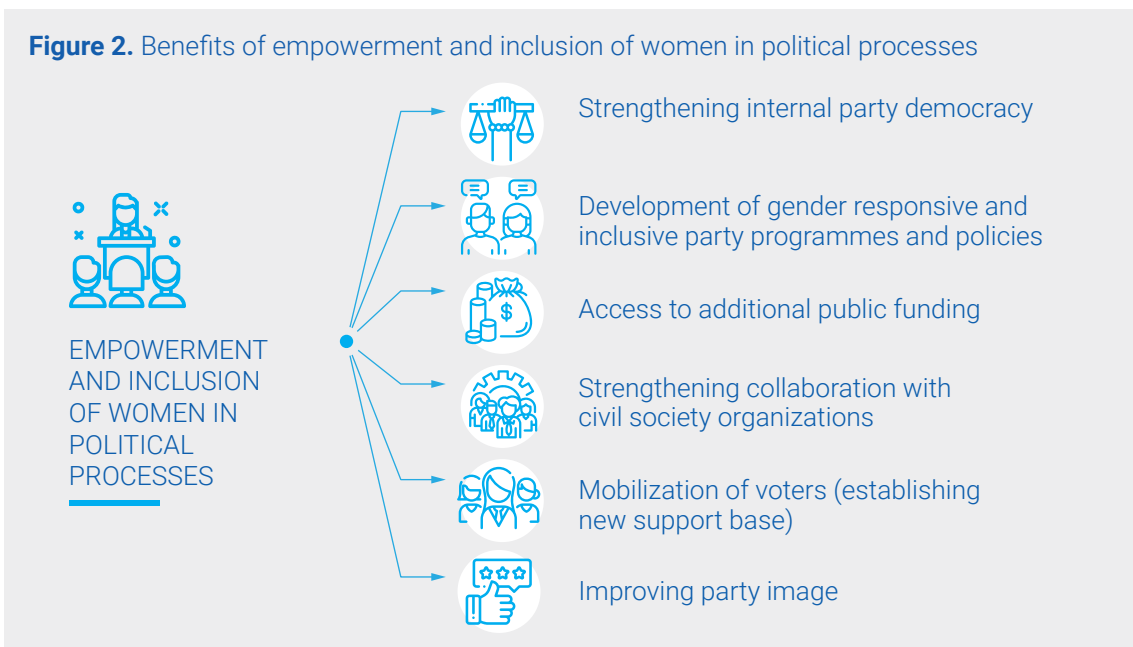 Figure 2. Benefits of empowerment and inclusion of women in political processes
EMPOWERMENT
AND INCLUSION
OF WOMEN IN
POLITICAL
PROCESSES
Strengthening internal party democracy
Development of gender responsive and
inclusive party programmes and policies
$
Access to additional public funding
Strengthening collaboration with
civil society organizations
Mobilization of voters (establishing
new support base)
Improving party image